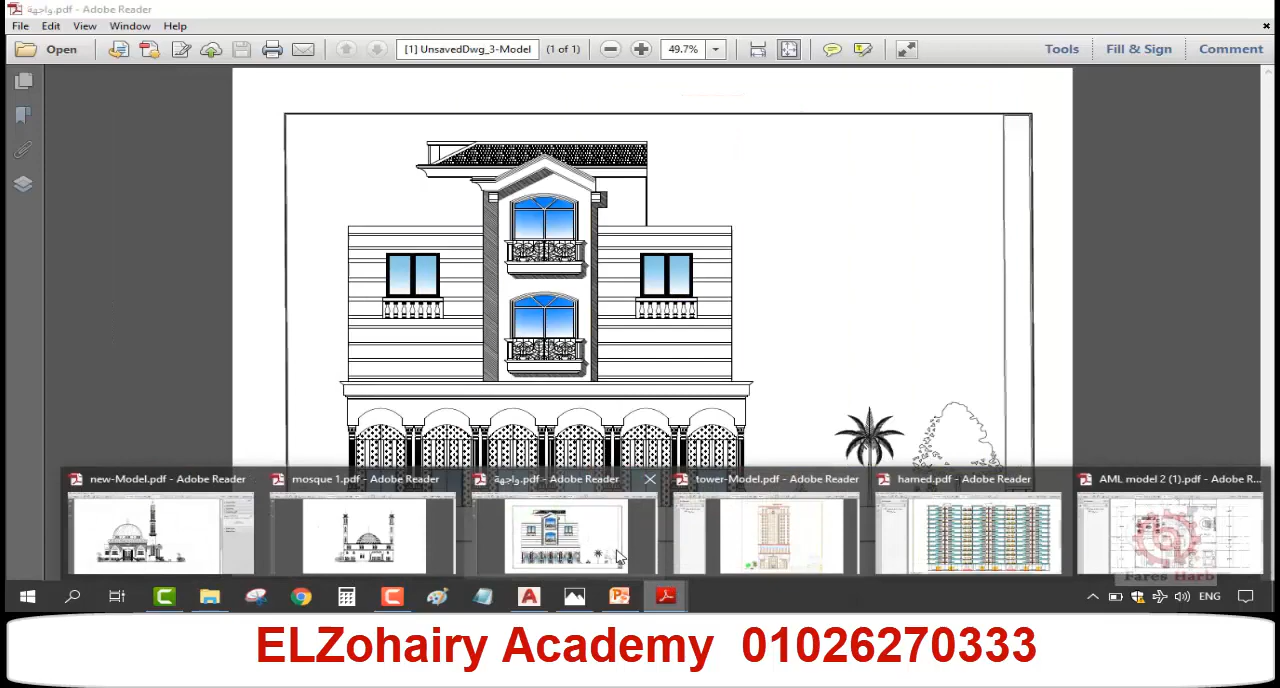 واجهة.pdf - Adobe Reader
File Edit View Window Help
Open [1] UnsavedDwg_3-Model (1 of 1) 49.7% Tools Fill & Sign Comment
new-Model.pdf - Adobe Reader mosque 1.pdf - Adobe Reader واجهة.pdf - Adobe Reader tower-Model.pdf - Adobe Reader hamed.pdf - Adobe Reader AML model 2 (1).pdf - Adobe R...
Fares Harb
ENG
ELZohairy Academy 01026270333